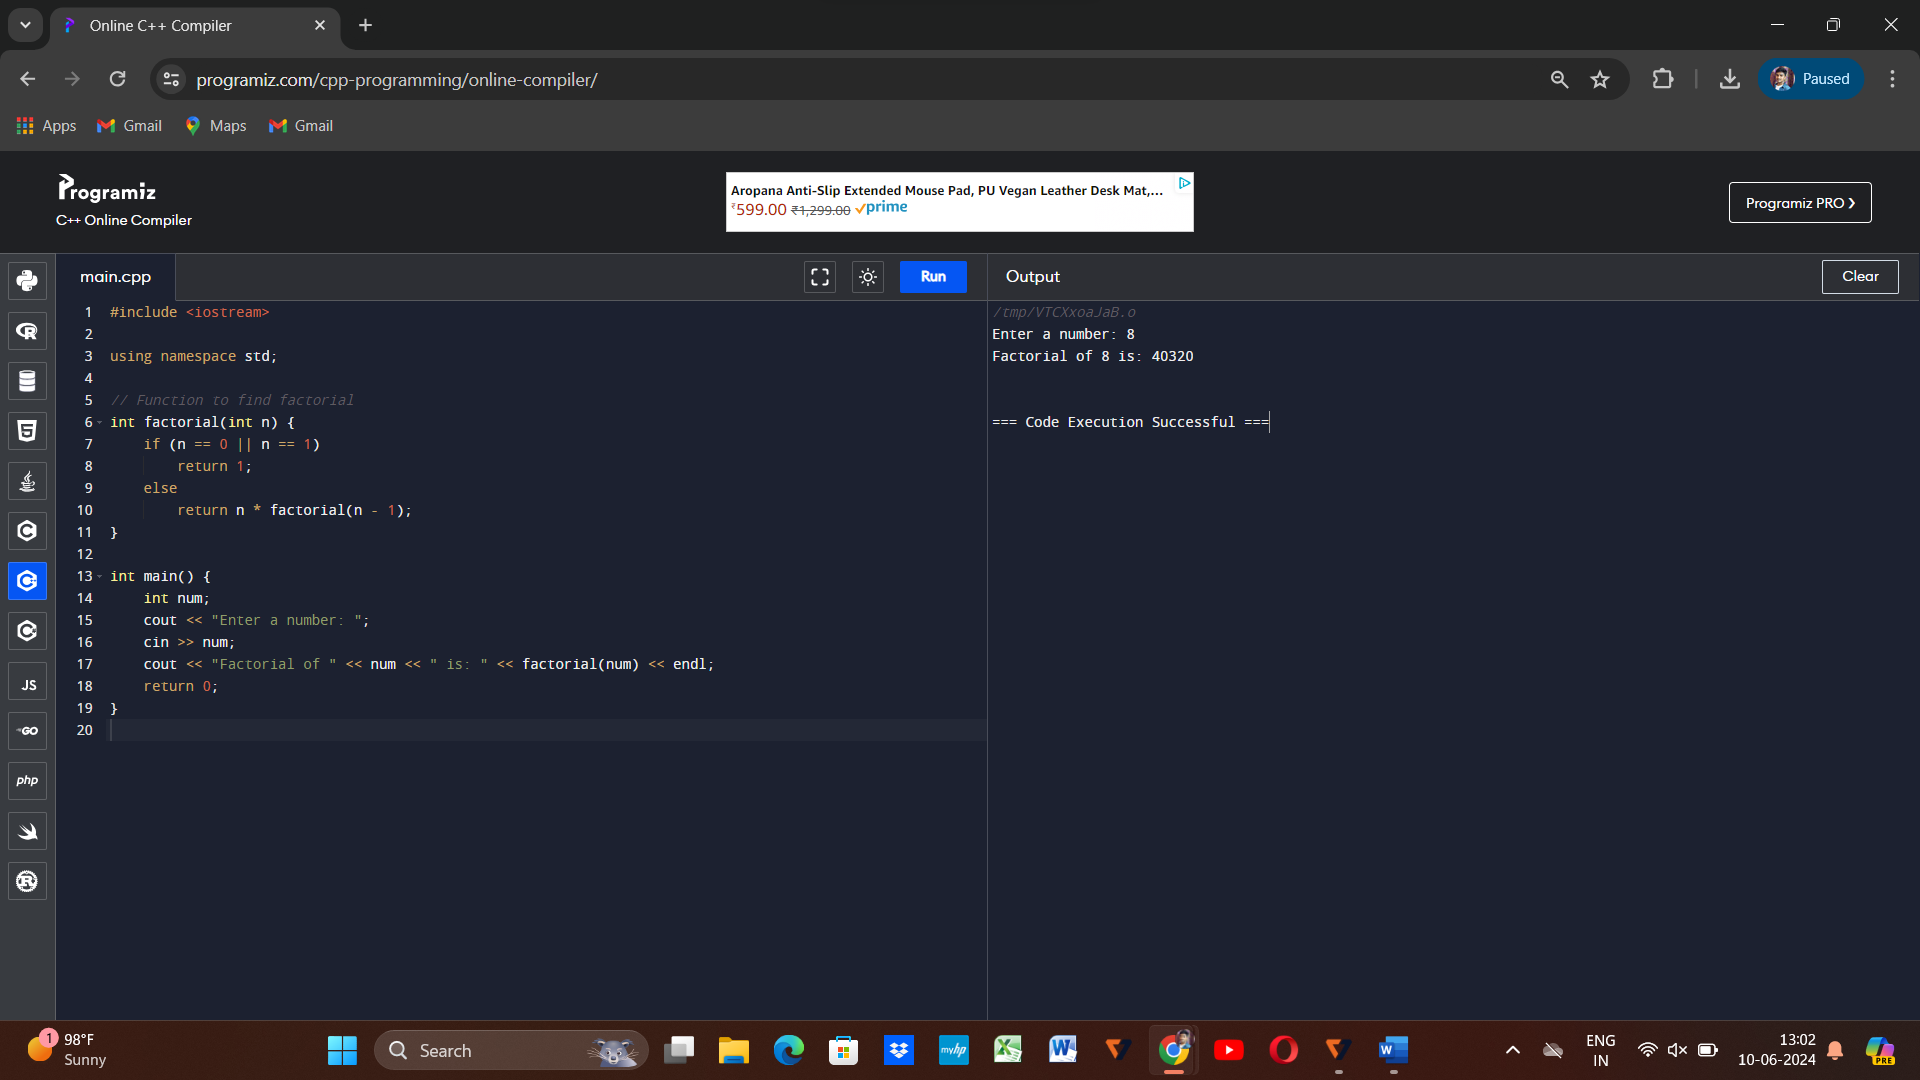 Online C++ Compiler
programiz.com/cpp-programming/online-compiler/
Paused
Apps
Gmail
Maps
Gmail
Programiz
C++ Online Compiler
Aropana Anti-Slip Extended Mouse Pad, PU Vegan Leather Desk Mat,...
₹599.00 ₹1,299.00 prime
Programiz PRO ❯
main.cpp
Run
Output
Clear
1 #include <iostream>
2
3 using namespace std;
4
5 // Function to find factorial
6 int factorial(int n) {
7     if (n == 0 || n == 1)
8         return 1;
9     else
10         return n * factorial(n - 1);
11 }
12
13 int main() {
14     int num;
15     cout << "Enter a number: ";
16     cin >> num;
17     cout << "Factorial of " << num << " is: " << factorial(num) << endl;
18     return 0;
19 }
20
/tmp/VTCXxoaJaB.o
Enter a number: 8
Factorial of 8 is: 40320
=== Code Execution Successful ===
JS
GO
php
1
98°F
Sunny
Search
myhp
ENG
IN
13:02
10-06-2024
PRE